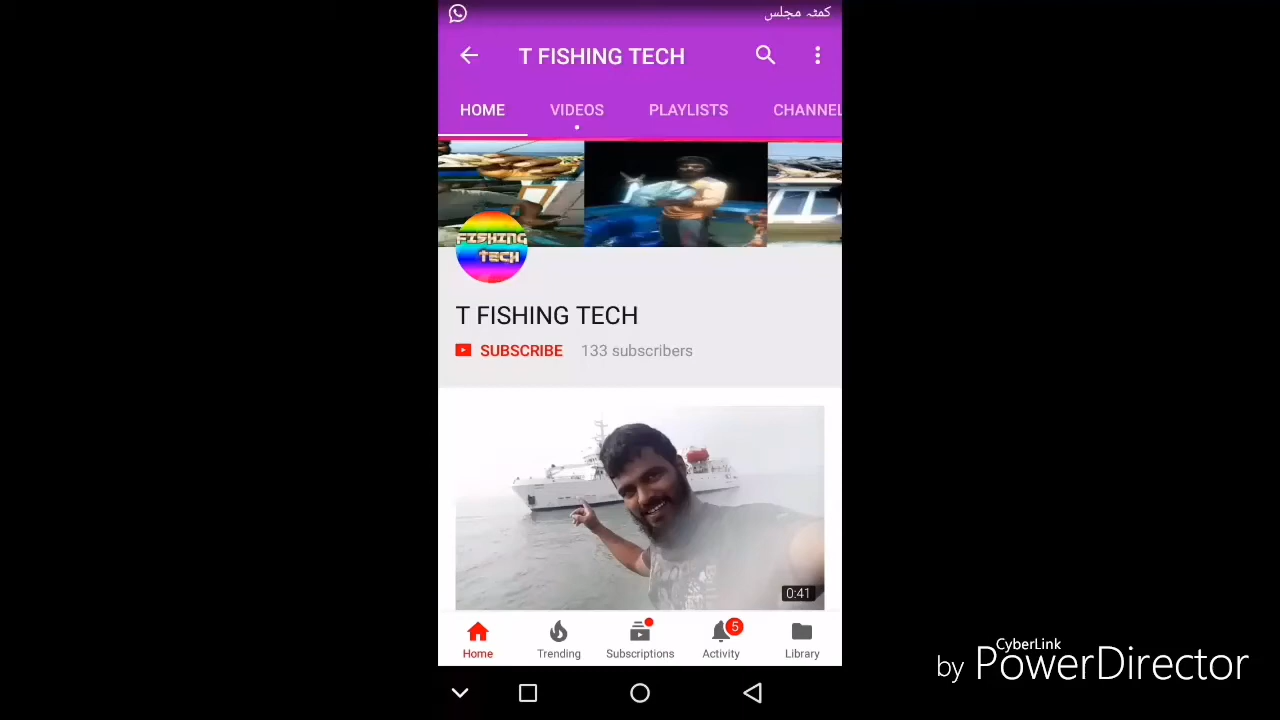 کمٹہ مجلس
T FISHING TECH
HOME VIDEOS PLAYLISTS CHANNEL
FISHING
TECH
T FISHING TECH
SUBSCRIBE 133 subscribers
0:41
5
Home Trending Subscriptions Activity Library
CyberLink
by PowerDirector